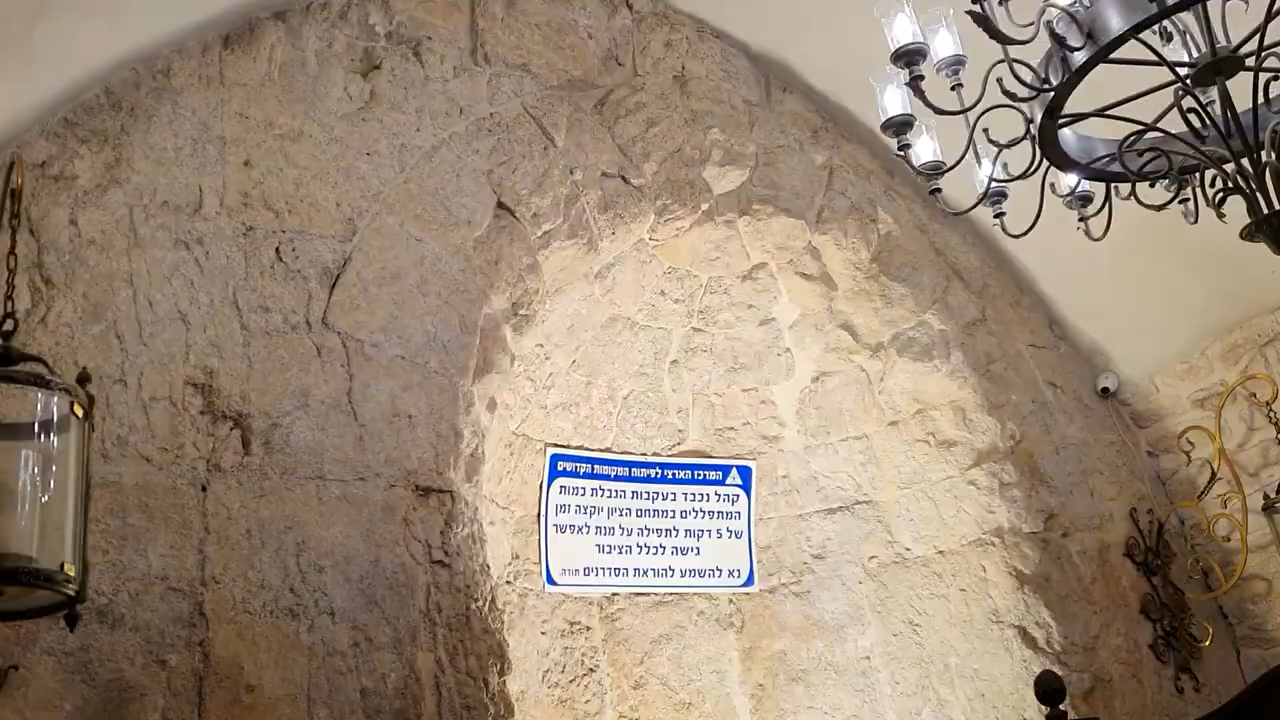 המרכז הארצי לפיתוח המקומות הקדושים
קהל נכבד בעקבות הגבלת כמות
המתפללים במתחם הציון יוקצה זמן
של 5 דקות לתפילה על מנת לאפשר
גישה לכלל הציבור
נא להשמע להוראת הסדרנים תודה.